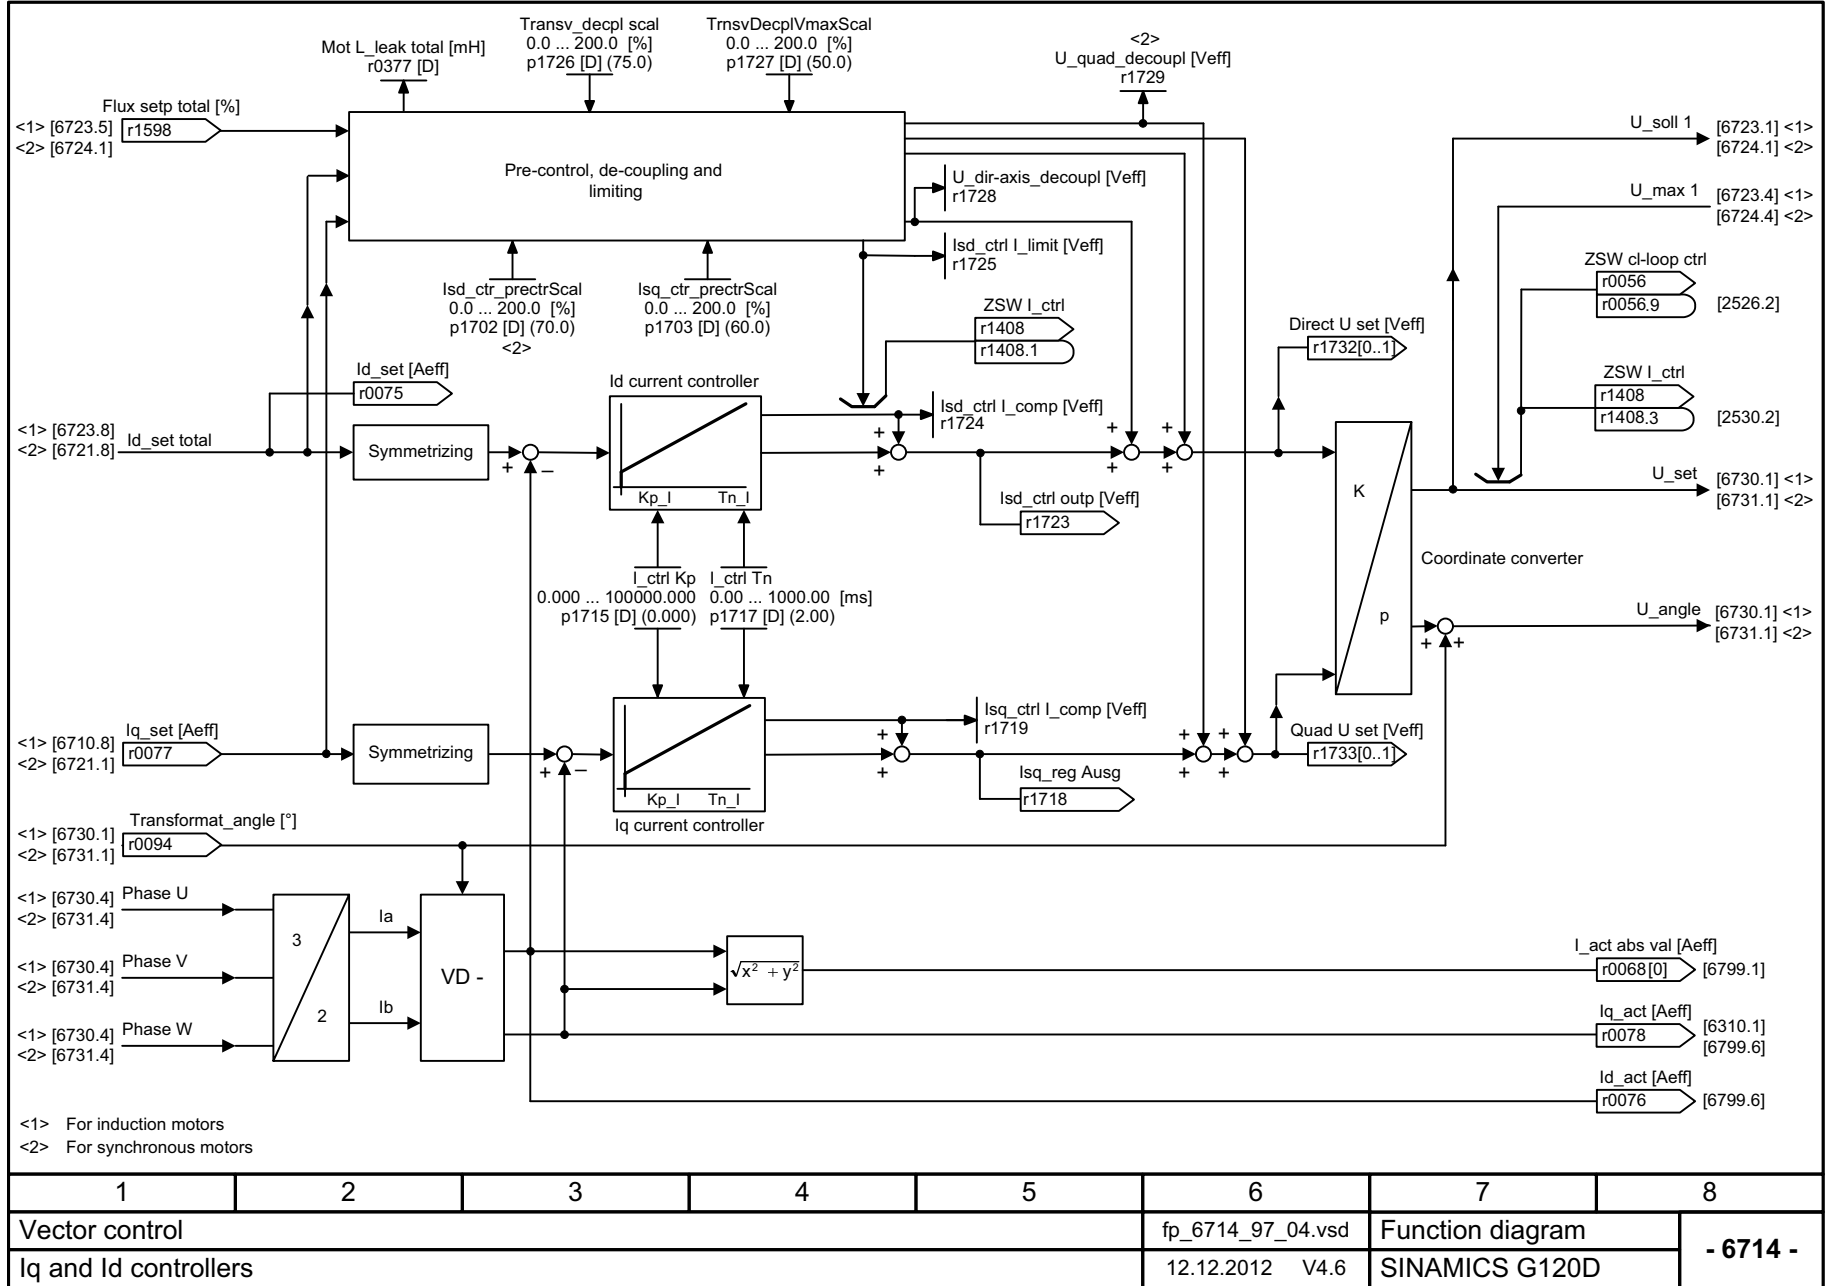 Transv_decpl scal
0.0 ... 200.0 [%]
p1726 [D] (75.0)
TrnsvDecplVmaxScal
0.0 ... 200.0 [%]
p1727 [D] (50.0)
<2>
U_quad_decoupl [Veff]
r1729
Mot L_leak total [mH]
r0377 [D]
Flux setp total [%]
<1> [6723.5]
r1598
<2> [6724.1]
Pre-control, de-coupling and
limiting
U_soll 1
[6723.1] <1>
[6724.1] <2>
U_dir-axis_decoupl [Veff]
r1728
U_max 1
[6723.4] <1>
[6724.4] <2>
Isd_ctrl I_limit [Veff]
r1725
Isd_ctr_prectrScal
0.0 ... 200.0 [%]
p1702 [D] (70.0)
<2>
Isq_ctr_prectrScal
0.0 ... 200.0 [%]
p1703 [D] (60.0)
ZSW cl-loop ctrl
r0056
r0056.9
[2526.2]
ZSW I_ctrl
r1408
r1408.1
Direct U set [Veff]
r1732[0..1]
Id_set [Aeff]
r0075
Id current controller
ZSW I_ctrl
r1408
r1408.3
[2530.2]
Isd_ctrl I_comp [Veff]
r1724
<1> [6723.8]
<2> [6721.8]
Id_set total
Symmetrizing
+
–
+
+
+
+
+
+
Kp_I
Tn_I
Isd_ctrl outp [Veff]
r1723
K
p
U_set
[6730.1] <1>
[6731.1] <2>
Coordinate converter
I_ctrl Kp
0.000 ... 100000.000
p1715 [D] (0.000)
I_ctrl Tn
0.00 ... 1000.00 [ms]
p1717 [D] (2.00)
U_angle
[6730.1] <1>
[6731.1] <2>
+
+
Iq_set [Aeff]
<1> [6710.8]
r0077
<2> [6721.1]
Symmetrizing
+
–
Kp_I
Tn_I
Iq current controller
Isq_ctrl I_comp [Veff]
r1719
+
+
+
+
+
+
Isq_reg Ausg
r1718
Quad U set [Veff]
r1733[0..1]
Transformat_angle [°]
<1> [6730.1]
r0094
<2> [6731.1]
<1> [6730.4]
<2> [6731.4]
Phase U
<1> [6730.4]
<2> [6731.4]
Phase V
<1> [6730.4]
<2> [6731.4]
Phase W
3
2
Ia
Ib
VD -
√x² + y²
I_act abs val [Aeff]
r0068[0]
[6799.1]
Iq_act [Aeff]
r0078
[6310.1]
[6799.6]
Id_act [Aeff]
r0076
[6799.6]
<1> For induction motors
<2> For synchronous motors
1 2 3 4 5 6 7 8
Vector control
fp_6714_97_04.vsd
Function diagram
- 6714 -
Iq and Id controllers
12.12.2012 V4.6
SINAMICS G120D